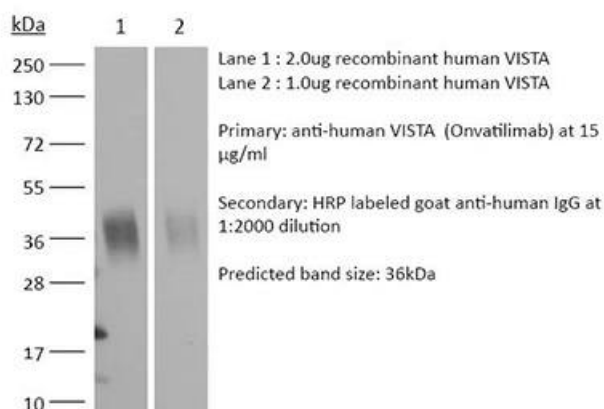 kDa
1 2
250
130
72
55
36
28
17
10
Lane 1 : 2.0ug recombinant human VISTA
Lane 2 : 1.0ug recombinant human VISTA
Primary: anti-human VISTA (Onvatilimab) at 15
µg/ml
Secondary: HRP labeled goat anti-human IgG at
1:2000 dilution
Predicted band size: 36kDa